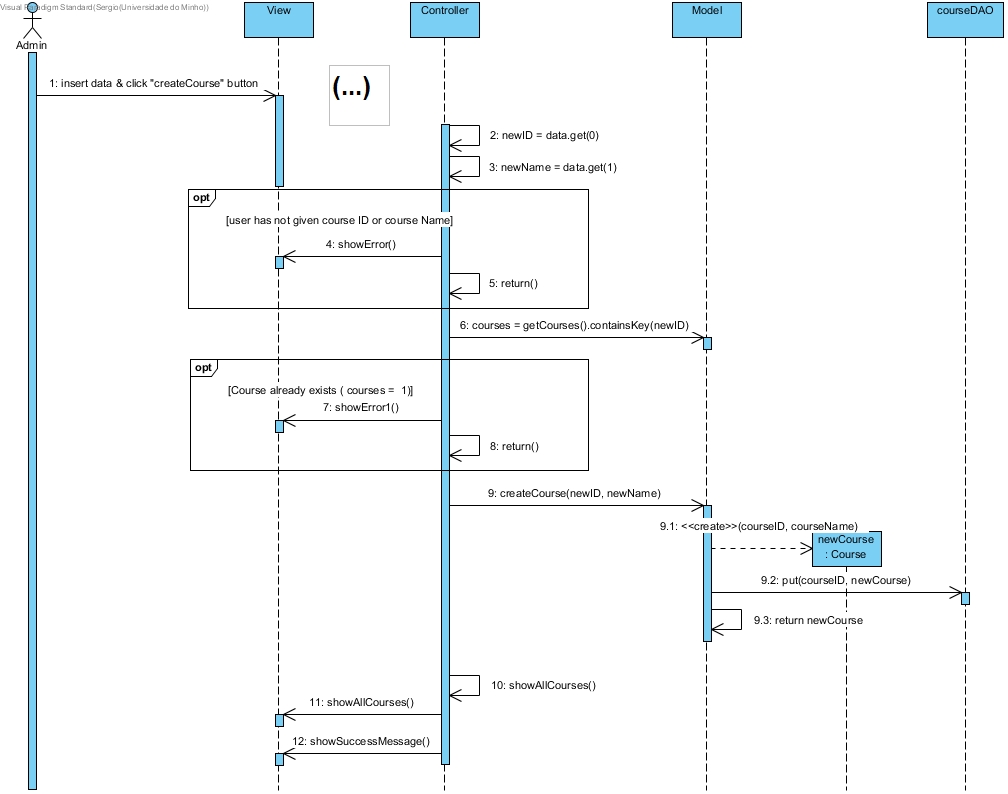 Visual Paradigm Standard(Sergio(Universidade do Minho))
View
Controller
Model
courseDAO
Admin
1: insert data & click "createCourse" button
(...)
2: newID = data.get(0)
3: newName = data.get(1)
opt
[user has not given course ID or course Name]
4: showError()
5: return()
6: courses = getCourses().containsKey(newID)
opt
[Course already exists ( courses = 1)]
7: showError1()
8: return()
9: createCourse(newID, newName)
9.1: <<create>>(courseID, courseName)
newCourse
: Course
9.2: put(courseID, newCourse)
9.3: return newCourse
10: showAllCourses()
11: showAllCourses()
12: showSuccessMessage()